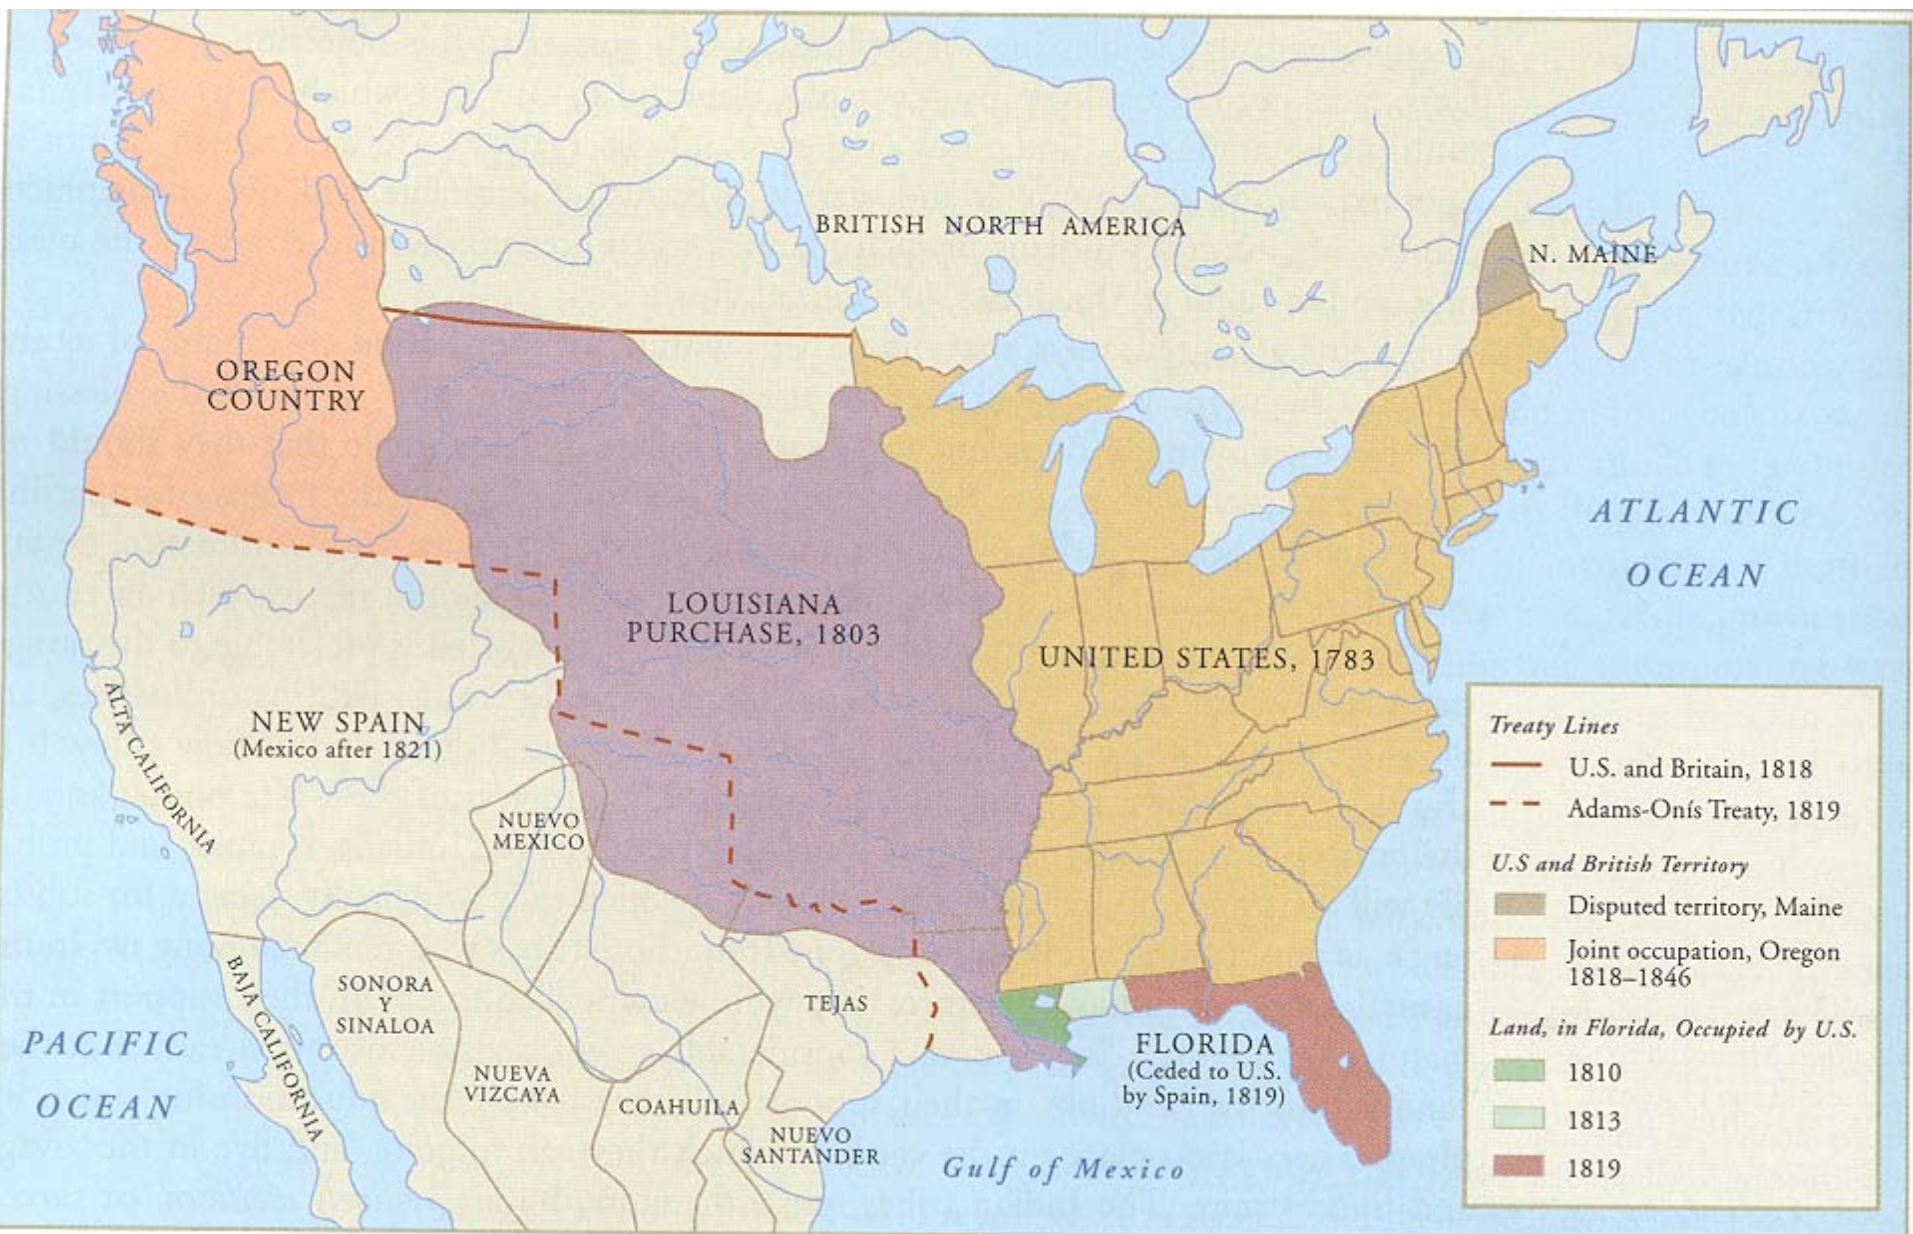 BRITISH NORTH AMERICA
N. MAINE
OREGON
COUNTRY
ATLANTIC
OCEAN
LOUISIANA
PURCHASE, 1803
UNITED STATES, 1783
ALTA CALIFORNIA
NEW SPAIN
(Mexico after 1821)
NUEVO
MEXICO
BAJA CALIFORNIA
SONORA
Y
SINALOA
TEJAS
PACIFIC
OCEAN
NUEVA
VIZCAYA
COAHUILA
NUEVO
SANTANDER
FLORIDA
(Ceded to U.S.
by Spain, 1819)
Gulf of Mexico
Treaty Lines
U.S. and Britain, 1818
Adams-Onís Treaty, 1819
U.S and British Territory
Disputed territory, Maine
Joint occupation, Oregon
1818–1846
Land, in Florida, Occupied by U.S.
1810
1813
1819